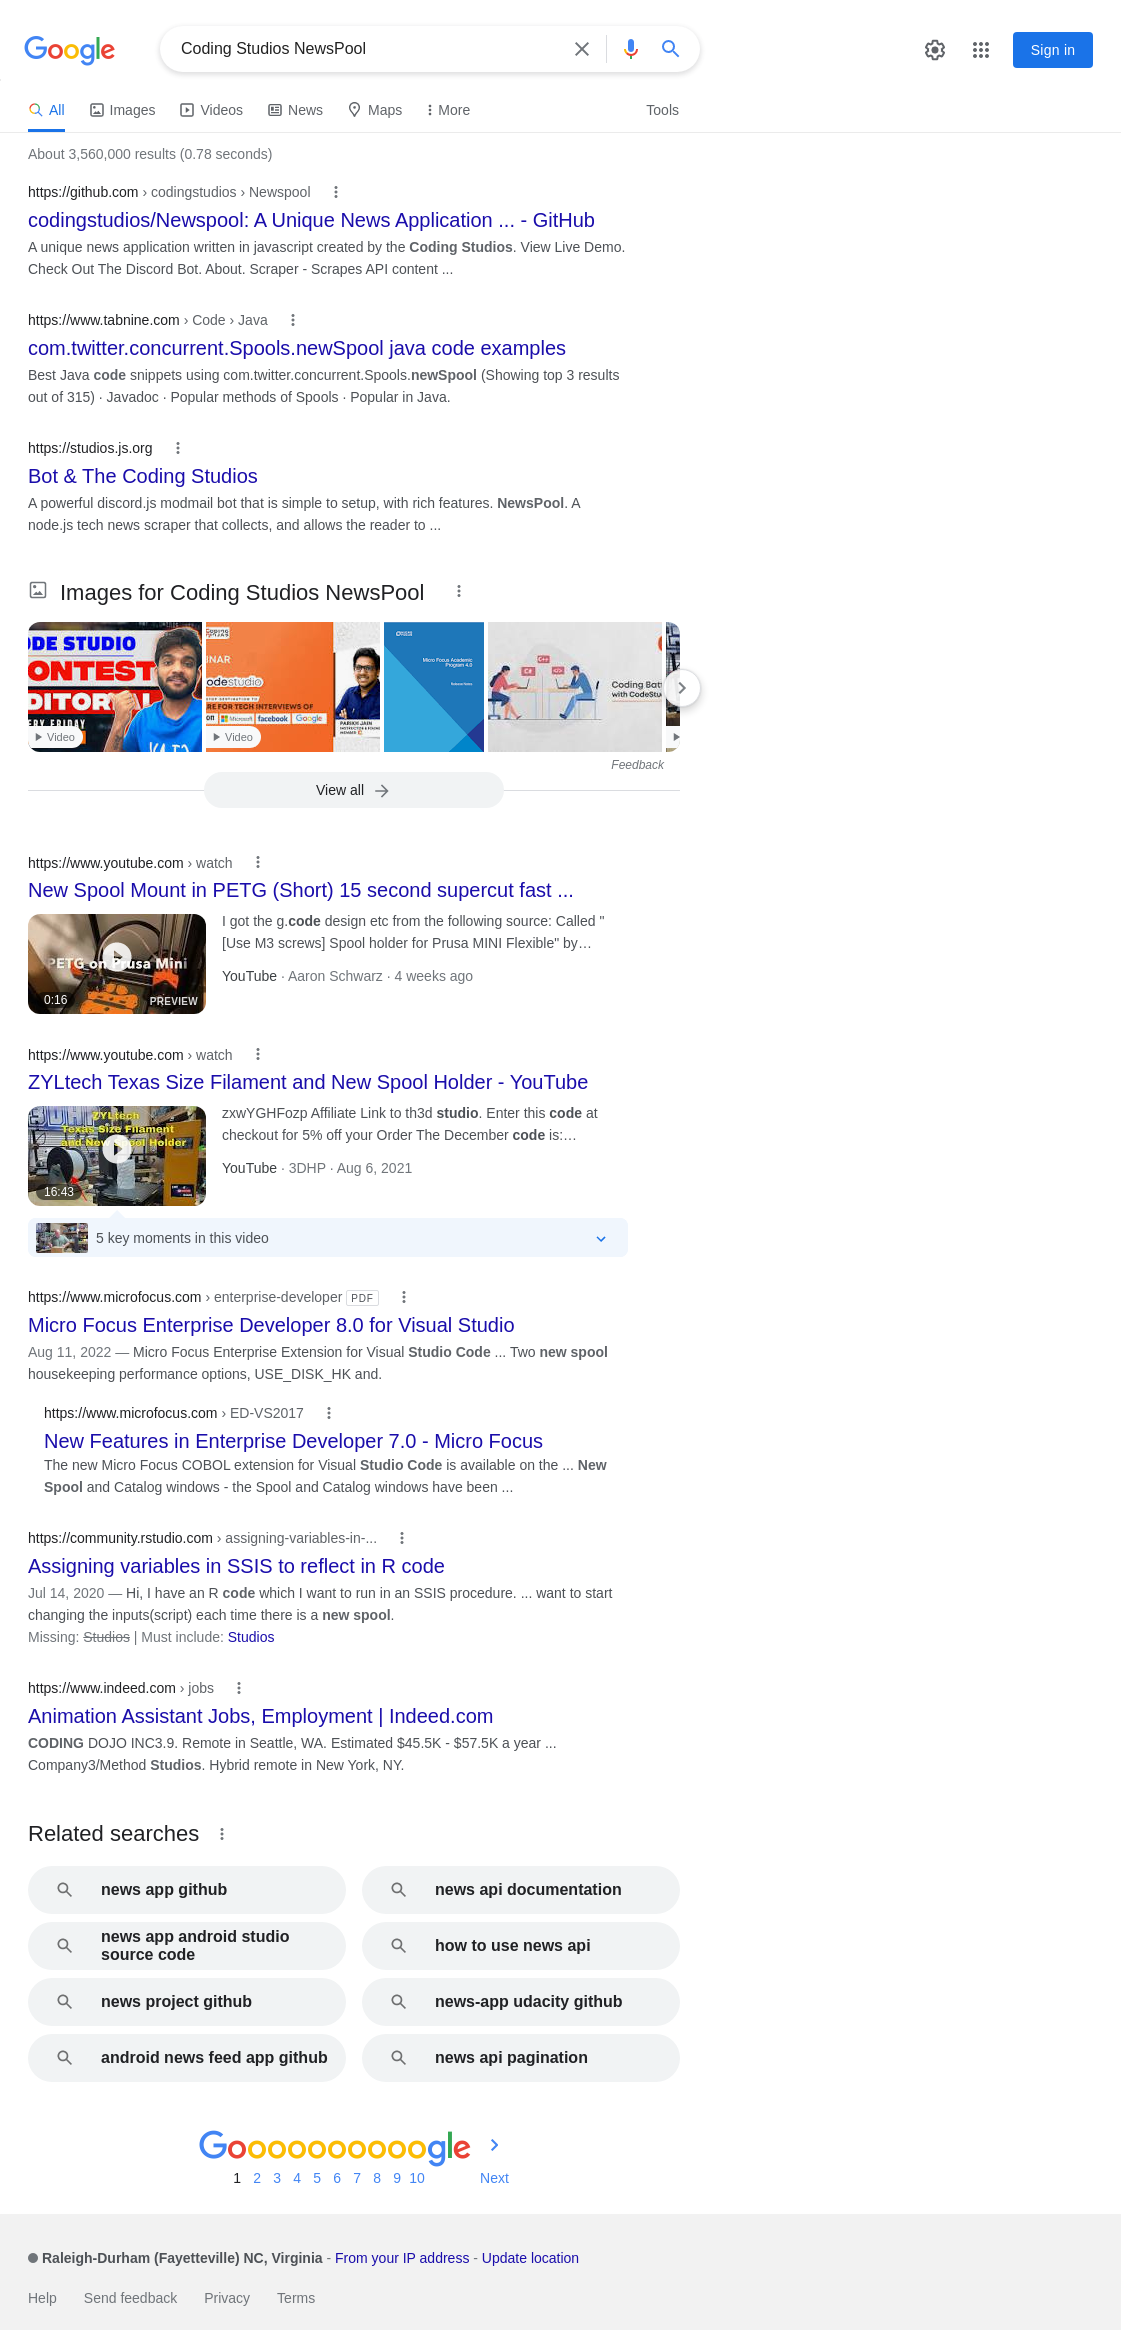 Google
Coding Studios NewsPool
Sign in
All
Images
Videos
News
Maps
More
Tools
About 3,560,000 results (0.78 seconds)
https://github.com › codingstudios › Newspool
codingstudios/Newspool: A Unique News Application ... - GitHub
A unique news application written in javascript created by the Coding Studios. View Live Demo.
Check Out The Discord Bot. About. Scraper - Scrapes API content ...
https://www.tabnine.com › Code › Java
com.twitter.concurrent.Spools.newSpool java code examples
Best Java code snippets using com.twitter.concurrent.Spools.newSpool (Showing top 3 results
out of 315) · Javadoc · Popular methods of Spools · Popular in Java.
https://studios.js.org
Bot & The Coding Studios
A powerful discord.js modmail bot that is simple to setup, with rich features. NewsPool. A
node.js tech news scraper that collects, and allows the reader to ...
Images for Coding Studios NewsPool
ODE STUDIO
ONTEST
EDITORIAL
ERY FRIDAY
Video
Coding
INAR
codestudio
RE FOR TECH INTERVIEWS OF
Microsoft facebook Google
PARIKH JAIN
Video
Micro Focus Academic
Program 4.0
C++
C#
Coding Batt
with CodeStud
Feedback
View all
https://www.youtube.com › watch
New Spool Mount in PETG (Short) 15 second supercut fast ...
PETG on Prusa Mini
0:16
PREVIEW
I got the g.code design etc from the following source: Called "
[Use M3 screws] Spool holder for Prusa MINI Flexible" by…
YouTube · Aaron Schwarz · 4 weeks ago
https://www.youtube.com › watch
ZYLtech Texas Size Filament and New Spool Holder - YouTube
ZYLtech
Texas Size Filament
and New Spool Holder
16:43
zxwYGHFozp Affiliate Link to th3d studio. Enter this code at
checkout for 5% off your Order The December code is:…
YouTube · 3DHP · Aug 6, 2021
5 key moments in this video
https://www.microfocus.com › enterprise-developer PDF
Micro Focus Enterprise Developer 8.0 for Visual Studio
Aug 11, 2022 — Micro Focus Enterprise Extension for Visual Studio Code ... Two new spool
housekeeping performance options, USE_DISK_HK and.
https://www.microfocus.com › ED-VS2017
New Features in Enterprise Developer 7.0 - Micro Focus
The new Micro Focus COBOL extension for Visual Studio Code is available on the ... New
Spool and Catalog windows - the Spool and Catalog windows have been ...
https://community.rstudio.com › assigning-variables-in-...
Assigning variables in SSIS to reflect in R code
Jul 14, 2020 — Hi, I have an R code which I want to run in an SSIS procedure. ... want to start
changing the inputs(script) each time there is a new spool.
Missing: Studios | Must include: Studios
https://www.indeed.com › jobs
Animation Assistant Jobs, Employment | Indeed.com
CODING DOJO INC3.9. Remote in Seattle, WA. Estimated $45.5K - $57.5K a year ...
Company3/Method Studios. Hybrid remote in New York, NY.
Related searches
news app github
news api documentation
news app android studio
source code
how to use news api
news project github
news-app udacity github
android news feed app github
news api pagination
Goooooooooogle
1 2 3 4 5 6 7 8 9 10
Next
Raleigh-Durham (Fayetteville) NC, Virginia - From your IP address - Update location
Help
Send feedback
Privacy
Terms